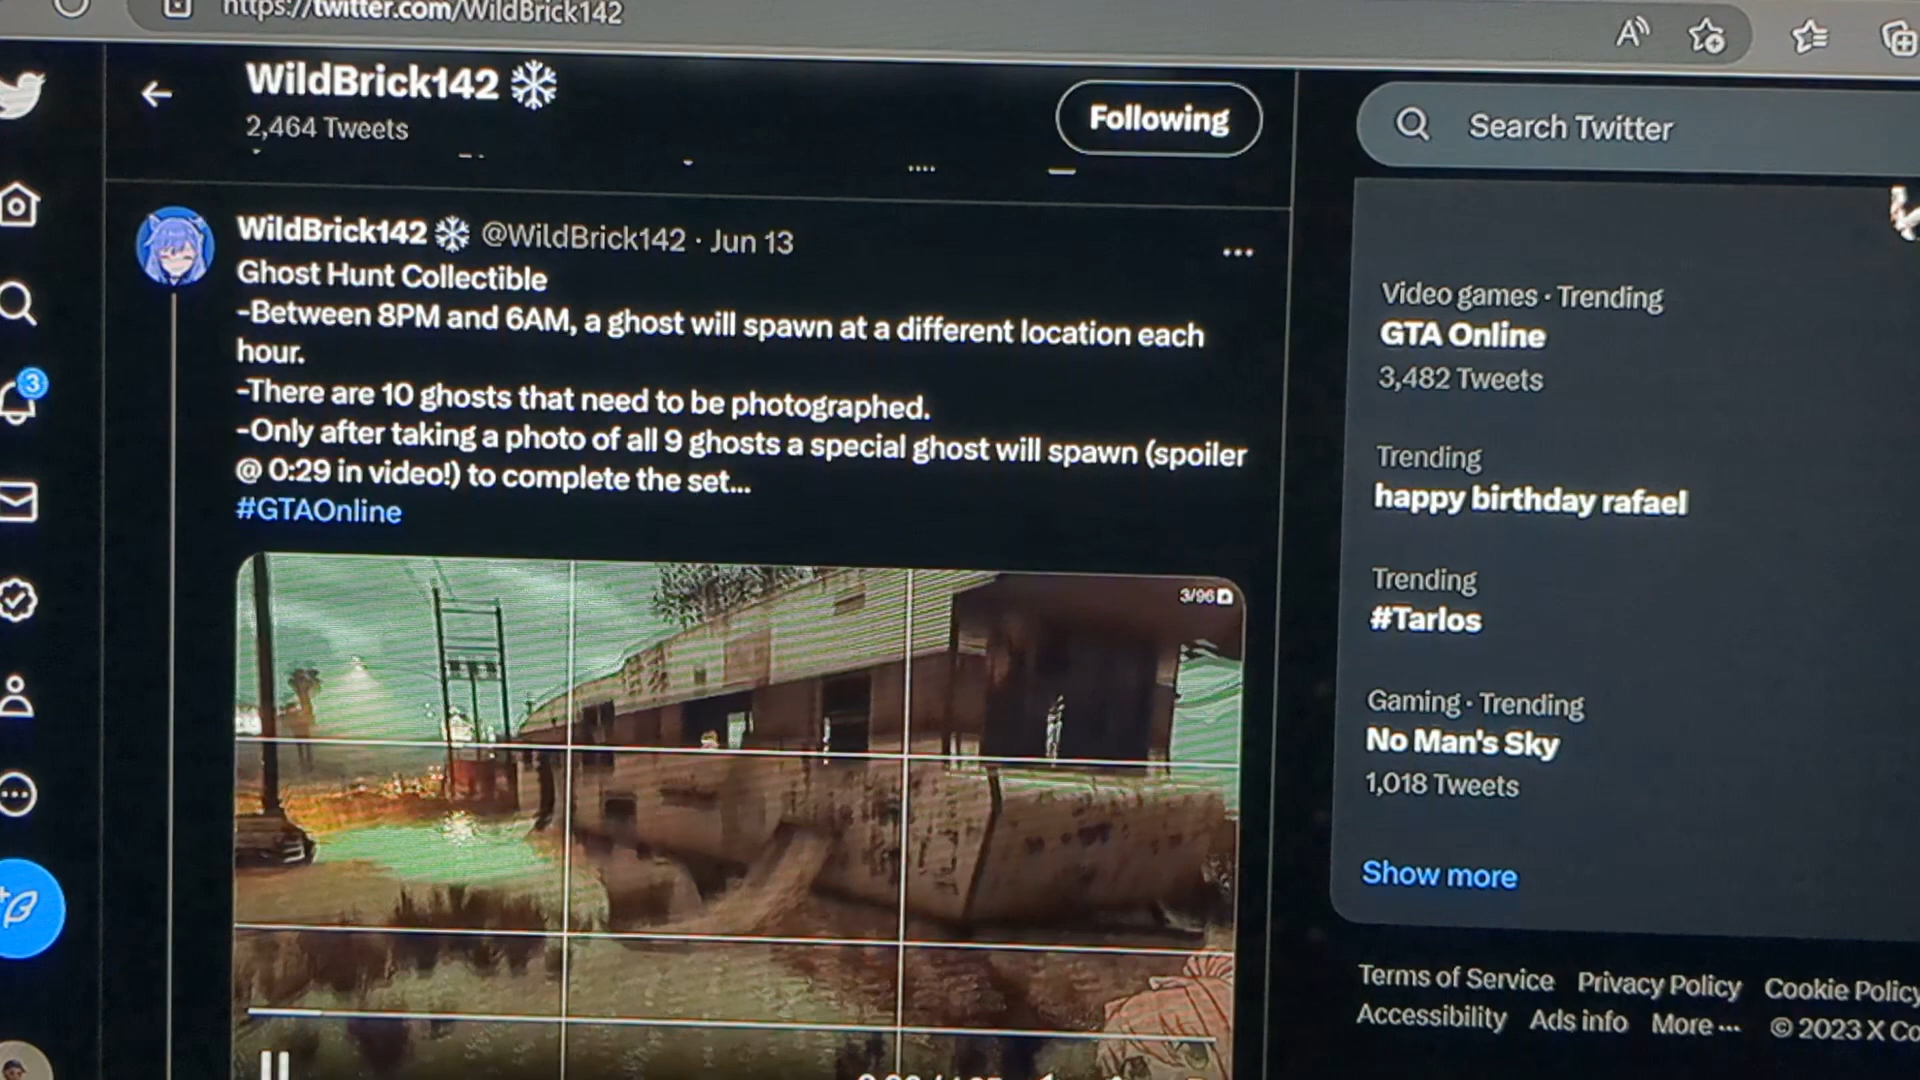 https://twitter.com/WildBrick142
WildBrick142
2,464 Tweets
Following
Search Twitter
WildBrick142 @WildBrick142 · Jun 13
Ghost Hunt Collectible
-Between 8PM and 6AM, a ghost will spawn at a different location each
hour.
-There are 10 ghosts that need to be photographed.
-Only after taking a photo of all 9 ghosts a special ghost will spawn (spoiler
@ 0:29 in video!) to complete the set...
#GTAOnline
3/96
3
Video games · Trending
GTA Online
3,482 Tweets
Trending
happy birthday rafael
Trending
#Tarlos
Gaming · Trending
No Man's Sky
1,018 Tweets
Show more
Terms of Service Privacy Policy Cookie Policy
Accessibility Ads info More ··· © 2023 X